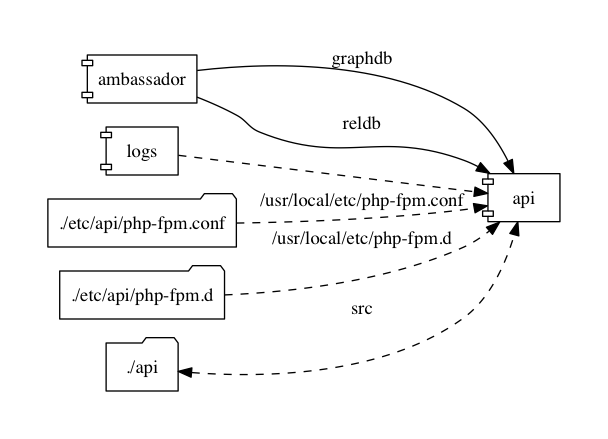 graphdb
ambassador
reldb
logs
/usr/local/etc/php-fpm.conf
api
./etc/api/php-fpm.conf
/usr/local/etc/php-fpm.d
./etc/api/php-fpm.d
src
./api